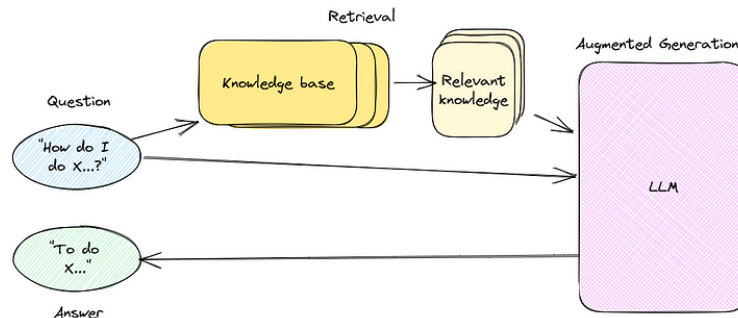 Retrieval
Augmented Generation
Knowledge base
Relevant
knowledge
Question
"How do I
do X...?"
LLM
"To do
X..."
Answer